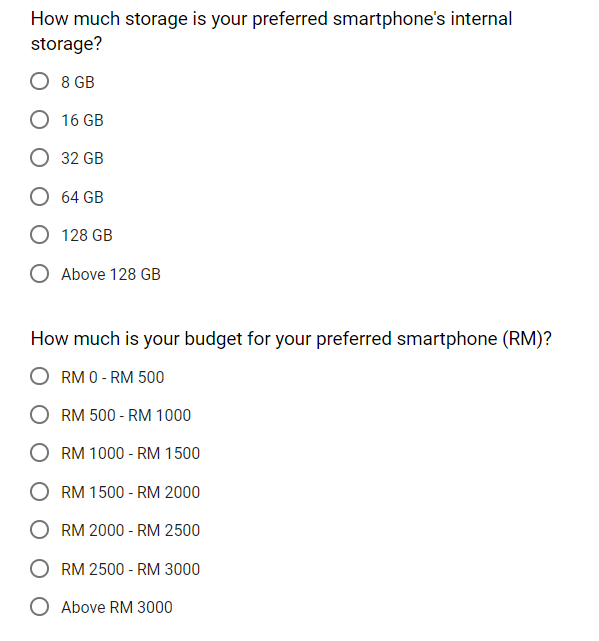 How much storage is your preferred smartphone's internal
storage?
8 GB
16 GB
32 GB
64 GB
128 GB
Above 128 GB
How much is your budget for your preferred smartphone (RM)?
RM 0 - RM 500
RM 500 - RM 1000
RM 1000 - RM 1500
RM 1500 - RM 2000
RM 2000 - RM 2500
RM 2500 - RM 3000
Above RM 3000